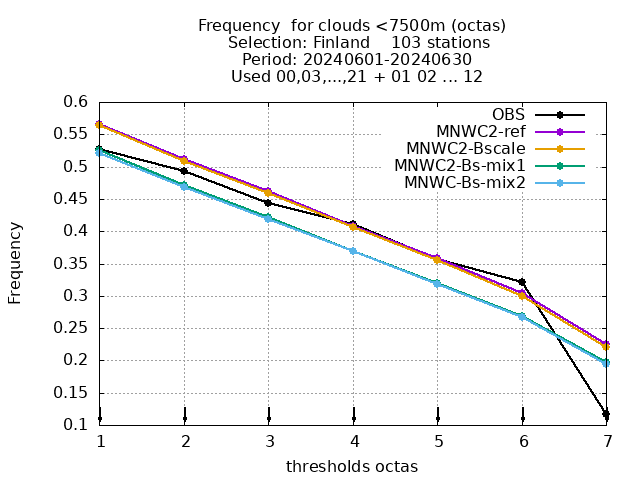 Frequency  for clouds <7500m (octas)
Selection: Finland    103 stations
Period: 20240601-20240630
Used 00,03,...,21 + 01 02 ... 12
OBS
MNWC2-ref
MNWC2-Bscale
MNWC2-Bs-mix1
MNWC-Bs-mix2
0.6
0.55
0.5
0.45
0.4
0.35
0.3
0.25
0.2
0.15
0.1
Frequency
1 2 3 4 5 6 7
thresholds octas